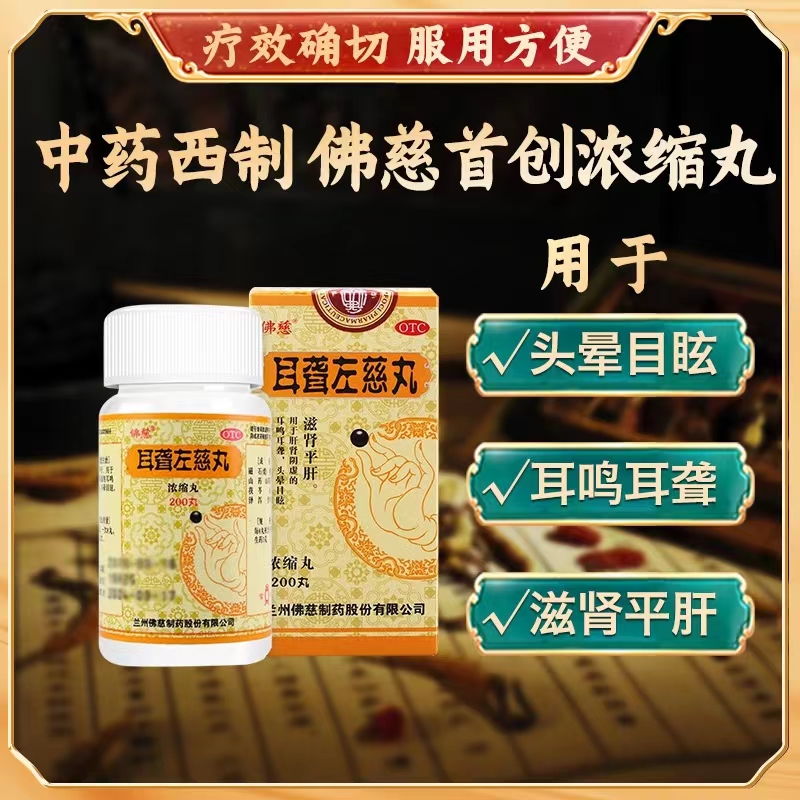 疗效确切 服用方便
中药西制 佛慈首创浓缩丸
用于
√头晕目眩
√耳鸣耳聋
√滋肾平肝
佛慈®
OTC
耳聋左慈丸
滋肾平肝。
用于肝肾阴虚的
耳鸣耳聋，头晕目眩
浓缩丸
200丸
兰州佛慈制药股份有限公司
佛慈
OTC
耳聋左慈丸
浓缩丸
200丸
兰州佛慈制药股份有限公司